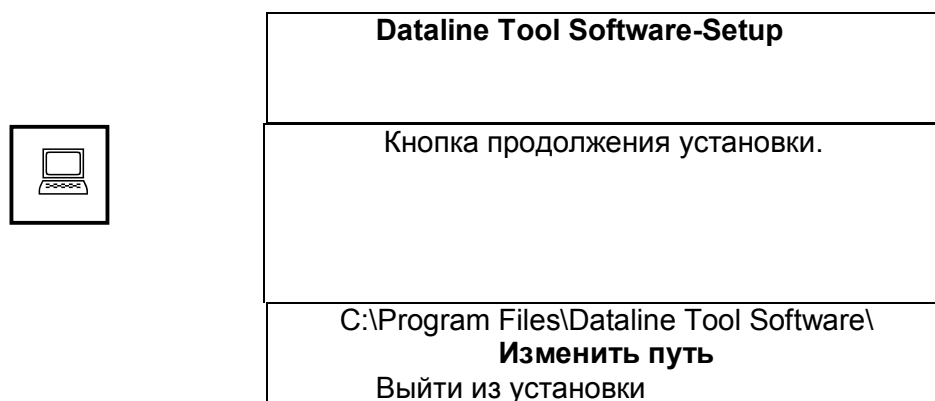 Dataline Tool Software-Setup
Кнопка продолжения установки.
C:\Program Files\Dataline Tool Software\
Изменить путь
Выйти из установки